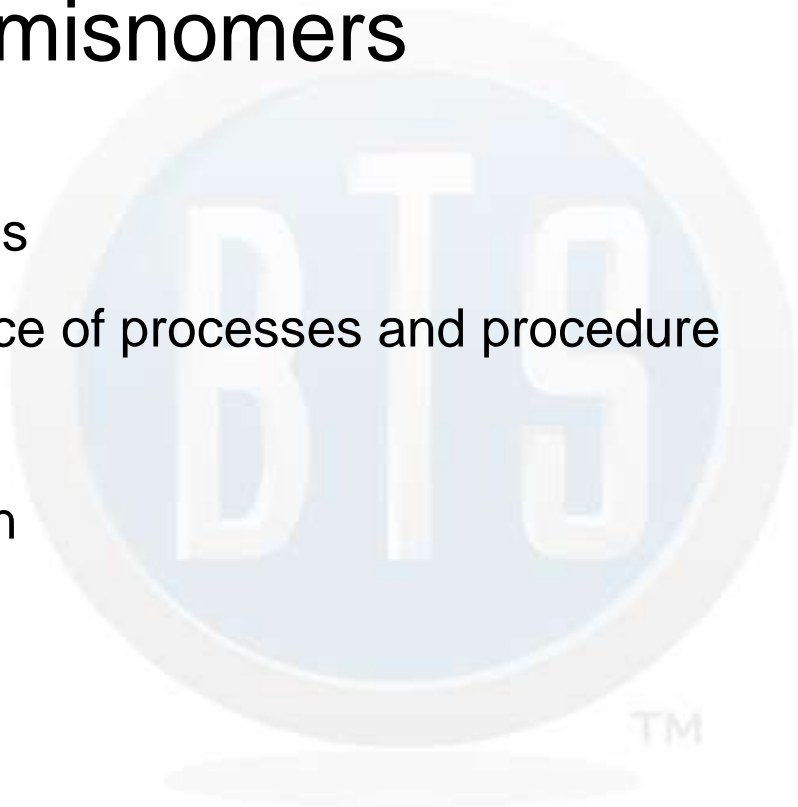 misnomers
s
ce of processes and procedure
n
BTS
TM